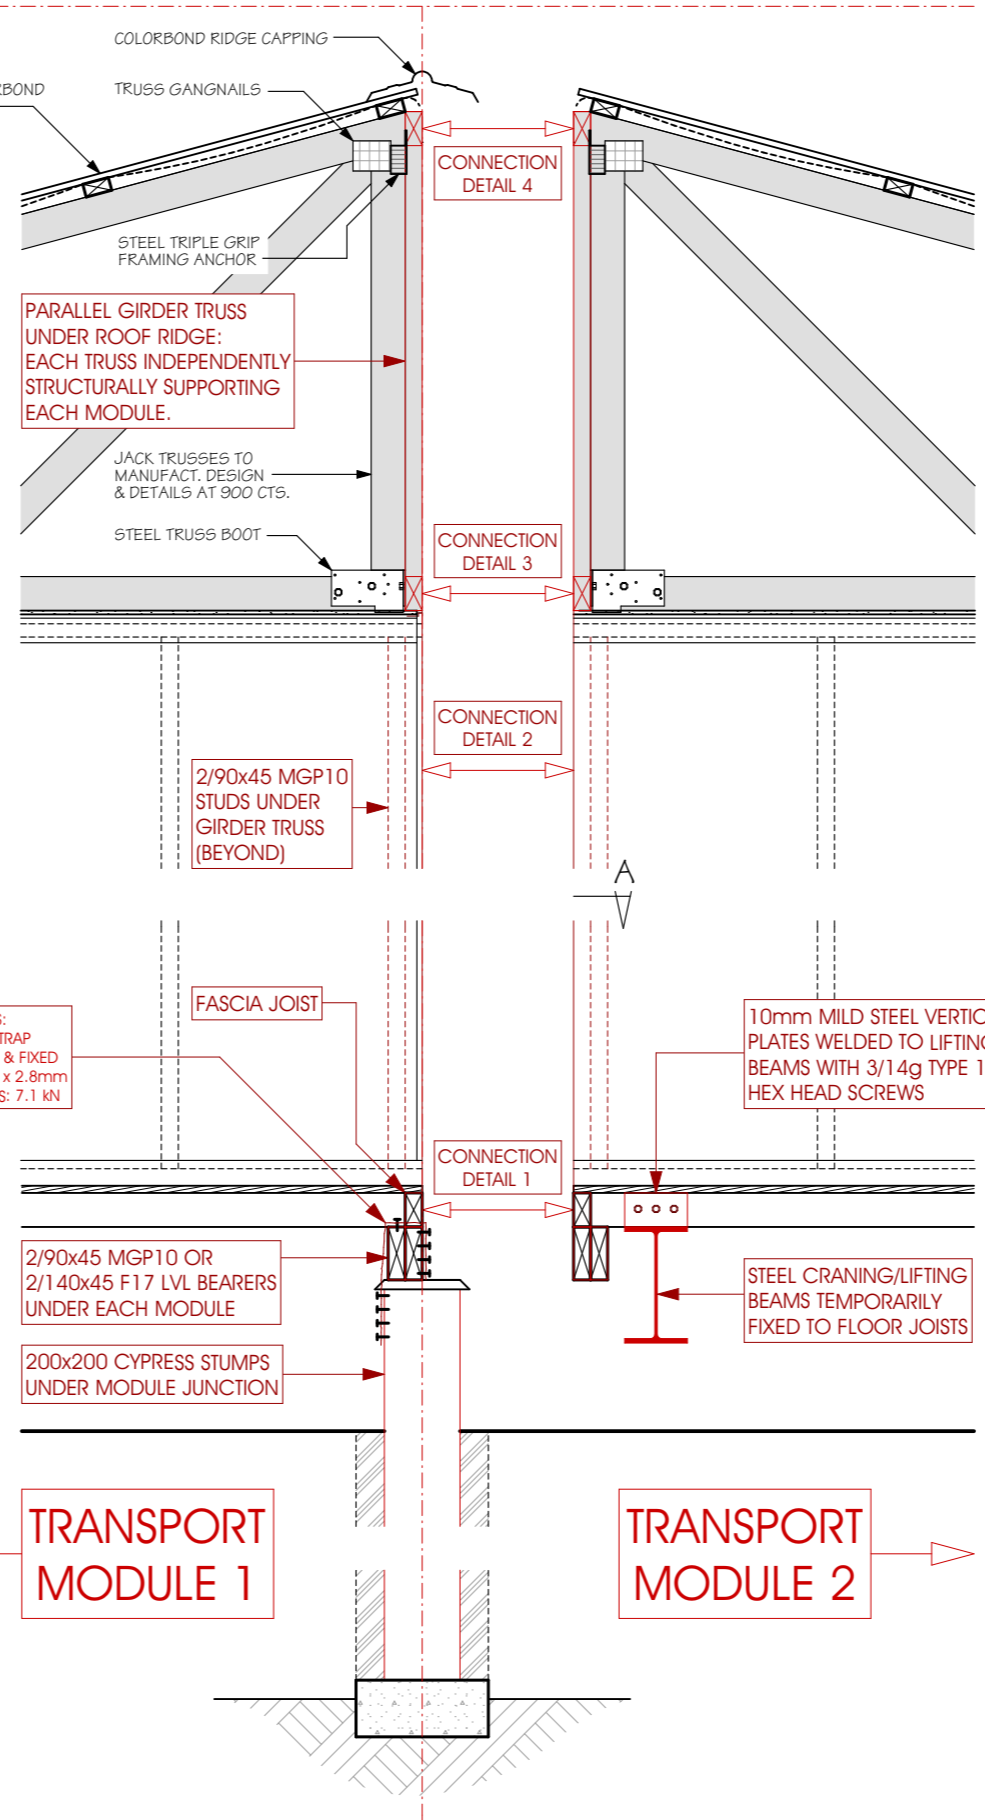 COLORBOND RIDGE CAPPING
TRUSS GANGNAILS
CONNECTION
DETAIL 4
STEEL TRIPLE GRIP
FRAMING ANCHOR
PARALLEL GIRDER TRUSS
UNDER ROOF RIDGE:
EACH TRUSS INDEPENDENTLY
STRUCTURALLY SUPPORTING
EACH MODULE.
JACK TRUSSES TO
MANUFACT. DESIGN
& DETAILS AT 900 CTS.
STEEL TRUSS BOOT
CONNECTION
DETAIL 3
CONNECTION
DETAIL 2
2/90x45 MGP10
STUDS UNDER
GIRDER TRUSS
(BEYOND)
A
FASCIA JOIST
& FIXED
x 2.8mm
: 7.1 kN
10mm MILD STEEL
PLATES WELDED TO
BEAMS WITH 3/14g TYPE
HEX HEAD SCREWS
CONNECTION
DETAIL 1
2/90x45 MGP10 OR
2/140x45 F17 LVL BEARERS
UNDER EACH MODULE
STEEL CRANING/LIFTING
BEAMS TEMPORARILY
FIXED TO FLOOR JOISTS
200x200 CYPRESS STUMPS
UNDER MODULE JUNCTION
TRANSPORT
MODULE 1
TRANSPORT
MODULE 2